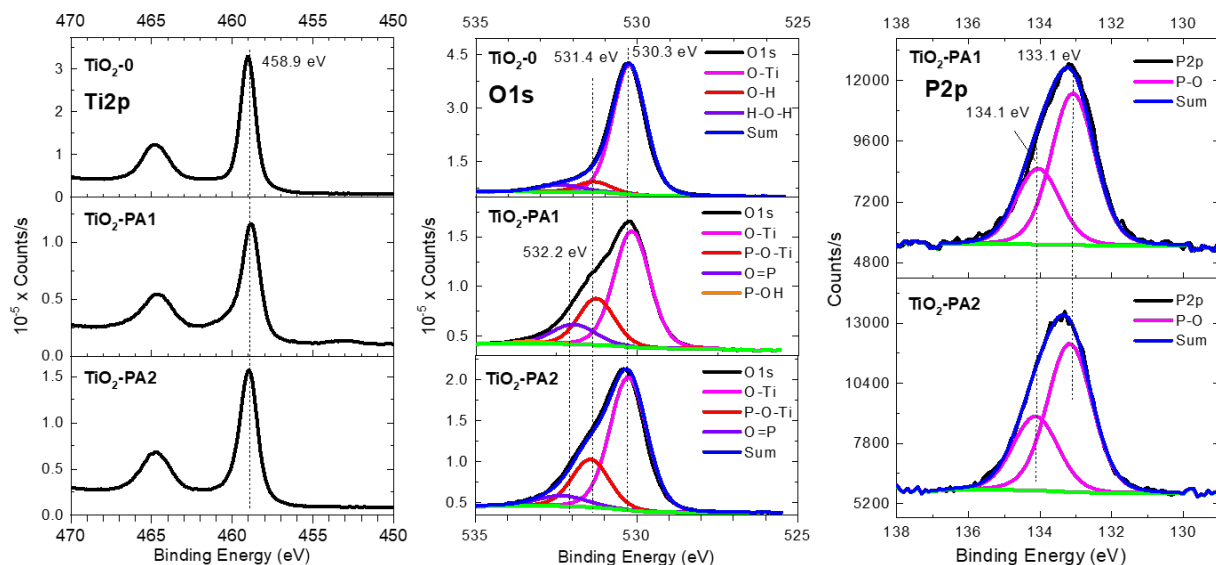 470 465 460 455 450
TiO2-0
Ti2p
458.9 eV
3
2
1
0
TiO2-PA1
1.0
0.5
0.0
TiO2-PA2
1.5
1.0
0.5
0.0
10-5 x Counts/s
470 465 460 455 450
Binding Energy (eV)
535 530 525
TiO2-0
O1s
531.4 eV
530.3 eV
O1s
O-Ti
O-H
H-O-H
Sum
4.5
3.0
1.5
TiO2-PA1
532.2 eV
O1s
O-Ti
P-O-Ti
O=P
P-OH
1.5
1.0
0.5
TiO2-PA2
O1s
O-Ti
P-O-Ti
O=P
Sum
2.0
1.5
1.0
0.5
10-5 x Counts/s
535 530 525
Binding Energy (eV)
138 136 134 132 130
TiO2-PA1
P2p
133.1 eV
134.1 eV
P2p
P-O
Sum
12000
9600
7200
4800
TiO2-PA2
P2p
P-O
Sum
13000
10400
7800
5200
Counts/s
138 136 134 132 130
Binding Energy (eV)